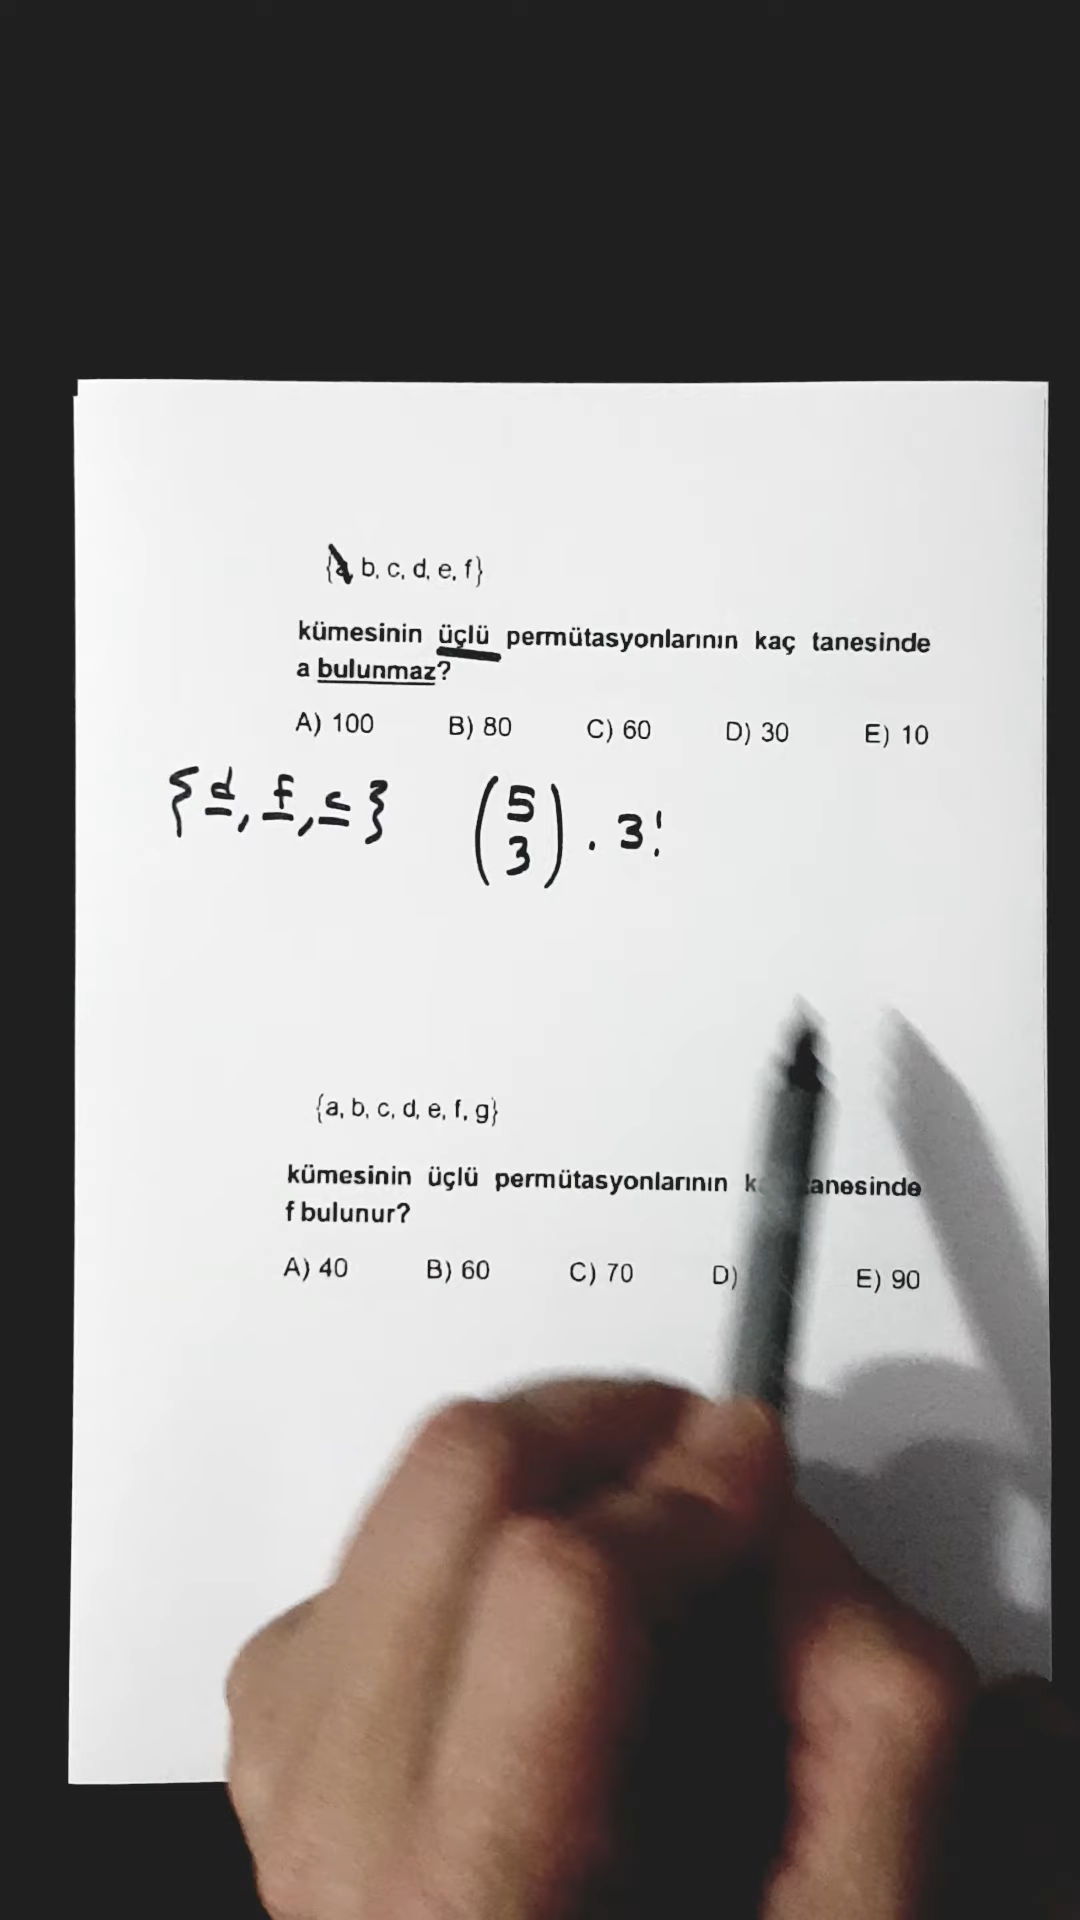 {a b, c, d, e, f}
kümesinin üçlü permütasyonlarının kaç tanesinde
a bulunmaz?
A) 100 B) 80 C) 60 D) 30 E) 10
{d, f, c} (5 3) . 3!
{a, b, c, d, e, f, g}
kümesinin üçlü permütasyonlarının
f bulunur?
A) 40 B) 60 C) 70 D) E) 90